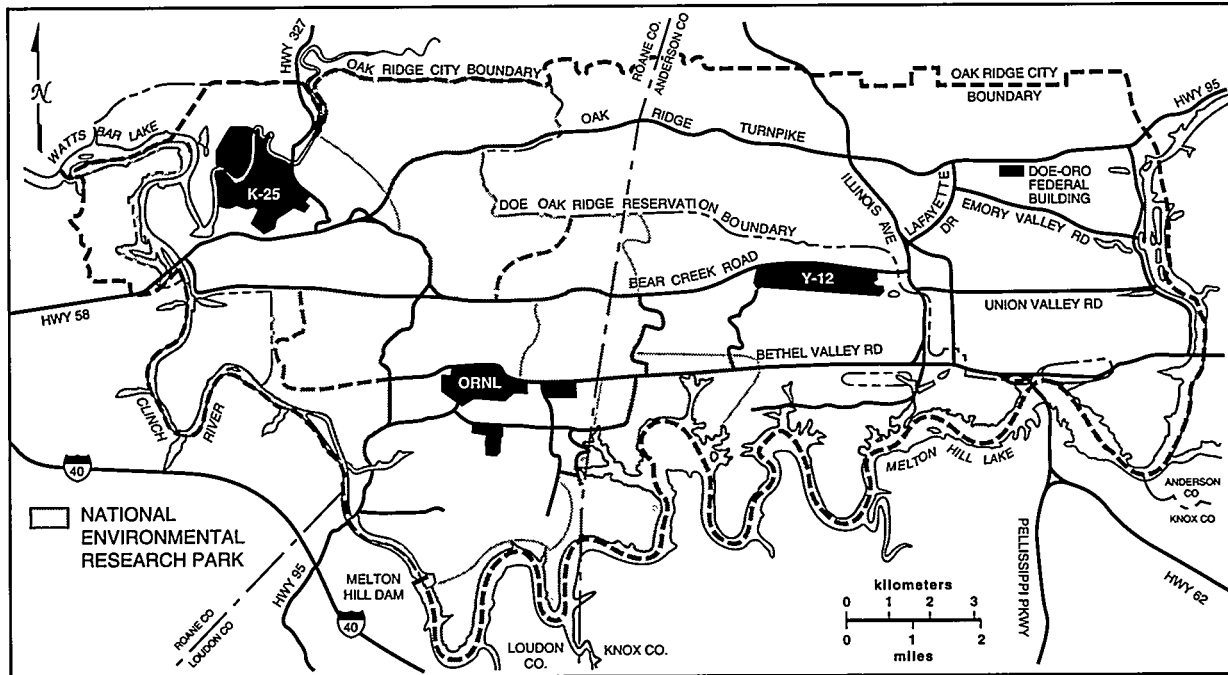 HWY 327
ROANE CO.
ANDERSON CO
OAK RIDGE CITY BOUNDARY
OAK RIDGE CITY
BOUNDARY
N
HWY 95
WATTS BAR LAKE
OAK RIDGE TURNPIKE
K-25
ILLINOIS AVE
LAFAYETTE
DR
DOE-ORO
FEDERAL
BUILDING
EMORY VALLEY RD
DOE OAK RIDGE RESERVATION BOUNDARY
BEAR CREEK ROAD
Y-12
UNION VALLEY RD
HWY 58
BETHEL VALLEY RD
ORNL
CLINCH
RIVER
MELTON HILL LAKE
40
ANDERSON
CO
KNOX CO
NATIONAL
ENVIRONMENTAL
RESEARCH PARK
PELLISSIPPI PKWY
HWY 62
HWY 95
MELTON
HILL DAM
kilometers
0 1 2 3
0 1 2
miles
ROANE CO
LOUDON CO
40
LOUDON
CO.
KNOX CO.